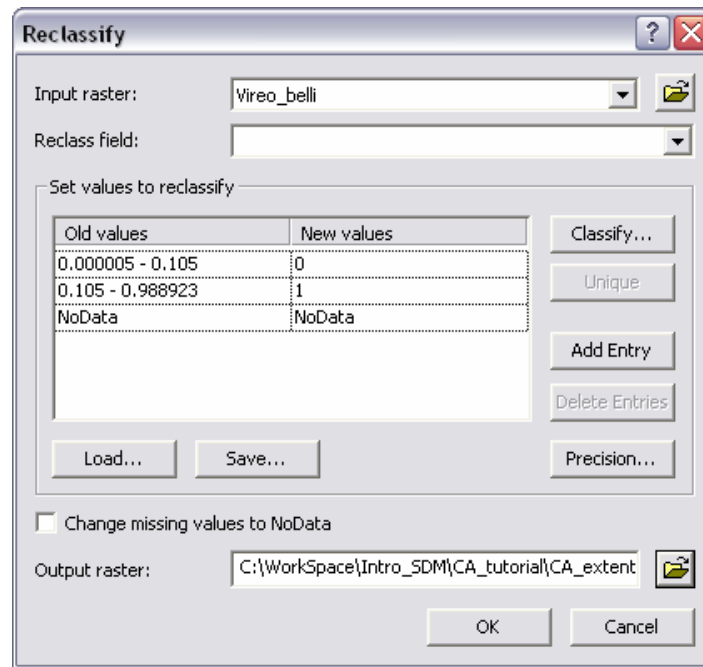 Reclassify
Input raster: Vireo_belli
Reclass field:
Set values to reclassify
Old values New values
0.000005 - 0.105 0
0.105 - 0.988923 1
NoData NoData
Classify...
Unique
Add Entry
Delete Entries
Load... Save... Precision...
Change missing values to NoData
Output raster: C:\WorkSpace\Intro_SDM\CA_tutorial\CA_extent
OK Cancel